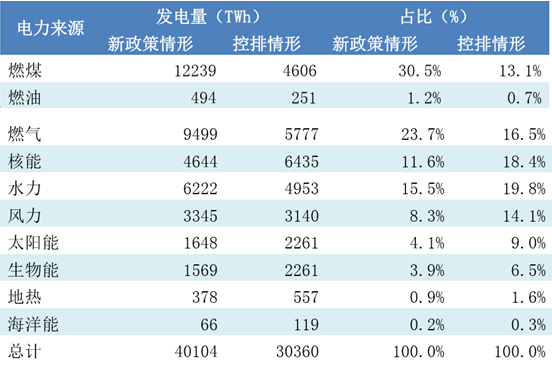 电力来源 发电量（TWh） 占比（%）
新政策情形 控排情形 新政策情形 控排情形
燃煤 12239 4606 30.5% 13.1%
燃油 494 251 1.2% 0.7%
燃气 9499 5777 23.7% 16.5%
核能 4644 6435 11.6% 18.4%
水力 6222 4953 15.5% 19.8%
风力 3345 3140 8.3% 14.1%
太阳能 1648 2261 4.1% 9.0%
生物能 1569 2261 3.9% 6.5%
地热 378 557 0.9% 1.6%
海洋能 66 119 0.2% 0.3%
总计 40104 30360 100.0% 100.0%